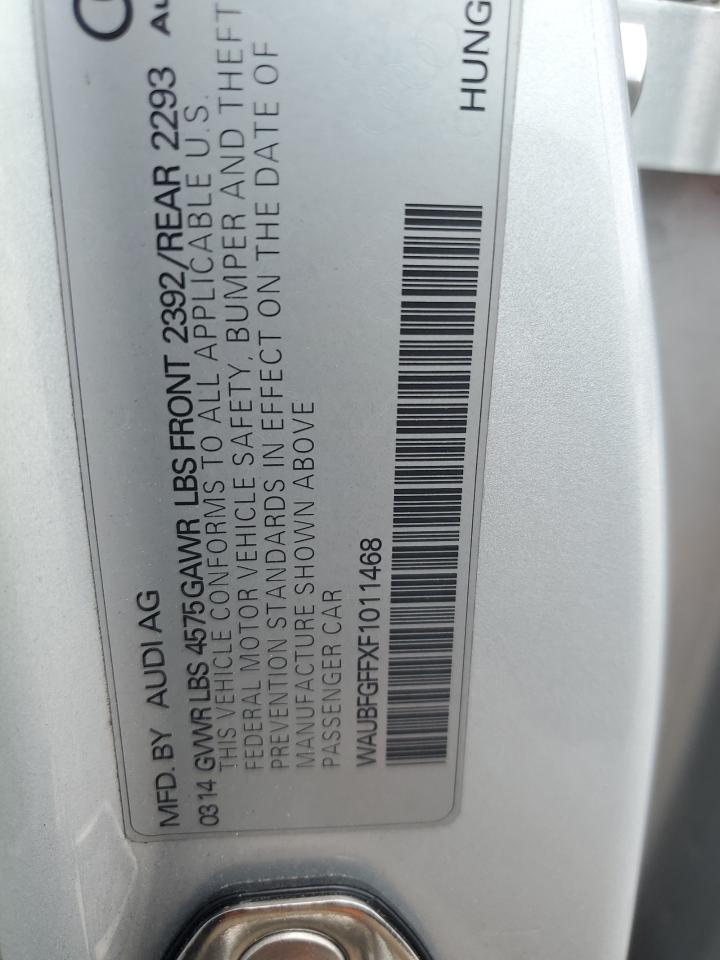 MFD. BY AUDI AG
03 14 GVWR LBS 4575 GAWR LBS FRONT 2392/REAR 2293
THIS VEHICLE CONFORMS TO ALL APPLICABLE U.S.
FEDERAL MOTOR VEHICLE SAFETY, BUMPER AND THEFT
PREVENTION STANDARDS IN EFFECT ON THE DATE OF
MANUFACTURE SHOWN ABOVE
PASSENGER CAR
WAUBFGFFXF1011468
HUNG